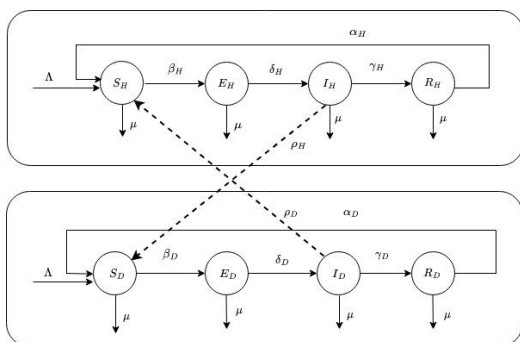 α_H
Λ S_H β_H E_H δ_H I_H γ_H R_H
μ μ μ μ
ρ_H
ρ_D α_D
Λ S_D β_D E_D δ_D I_D γ_D R_D
μ μ μ μ